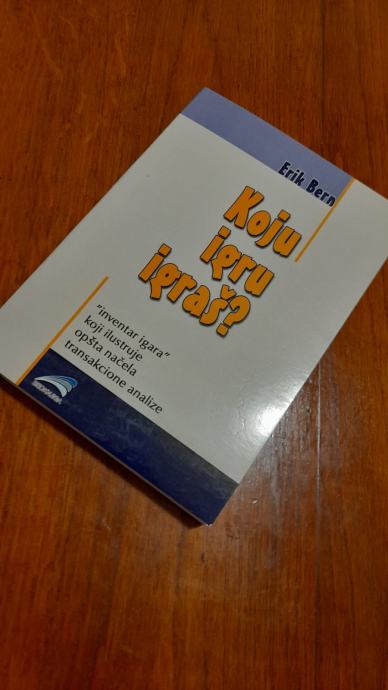 Erik Bern
Koju
igru
igraš?
"inventar igara"
koji ilustruje
opšta načela
transakcione analize